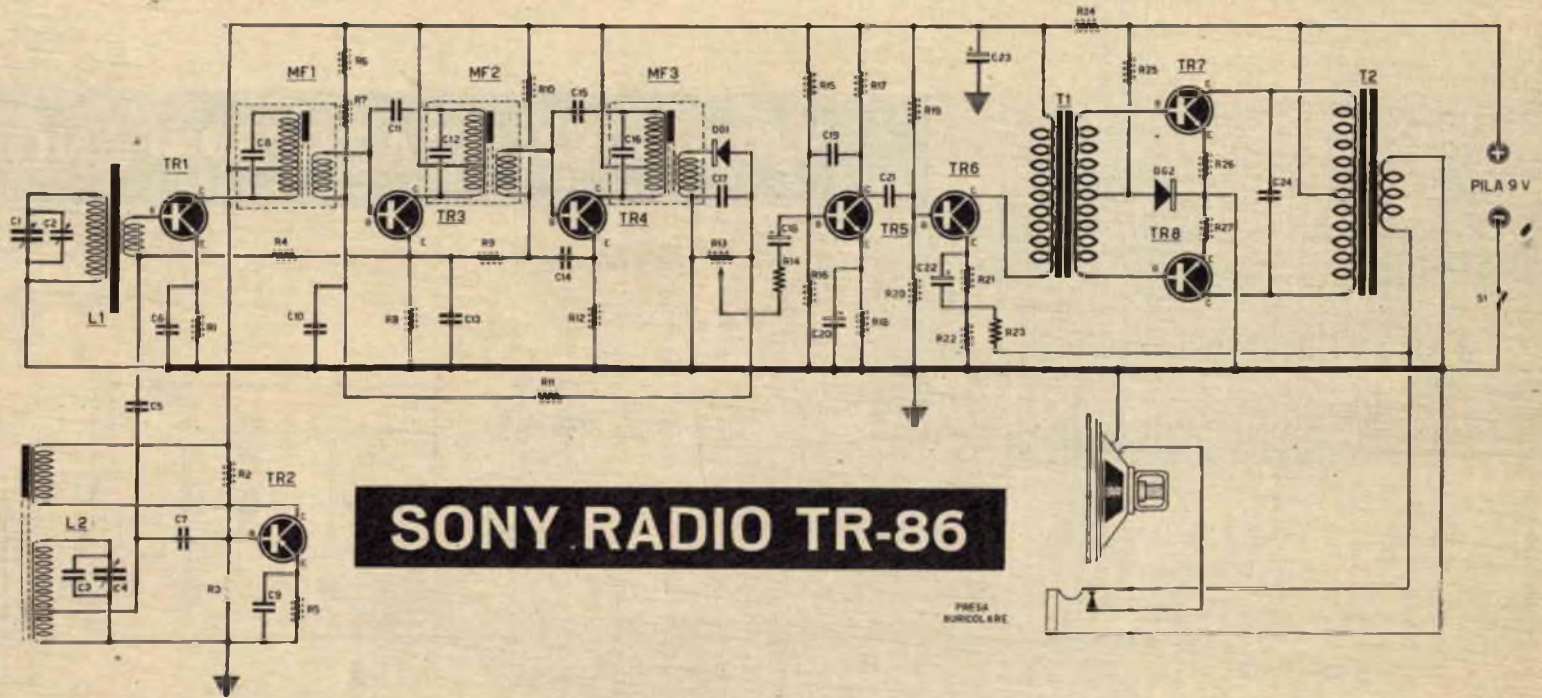 R24
MF1
MF2
MF3
T1
TR7
T2
R6
R7
R10
C15
R15
R17
R19
C23
R25
C8
C11
C12
C16
DG1
C17
C19
C21
TR6
R26
DG2
C24
PILA 9 V
TR1
TR3
TR4
TR5
TR8
R27
C1
C2
B
C
E
R4
R9
C14
R13
R14
R16
R20
C22
R21
R22
R23
S1
L1
C6
R1
C10
R8
C13
R12
C20
R18
R11
C5
R2
TR2
L2
C7
C3
C4
R3
C9
R5
SONY RADIO TR-86
PRESA
AURICOLARE